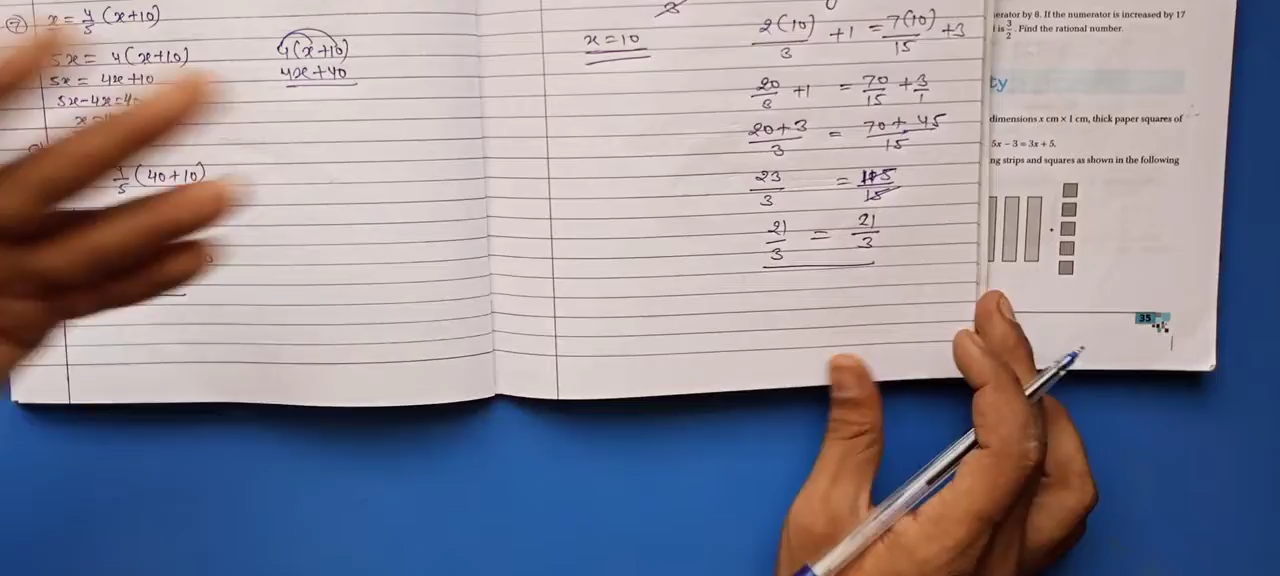 ⑦ x = 4/5 (x+10)
5x = 4(x+10)
5x = 4x+10
5x-4x=4
4(x+10)
4x+40
1/5 (40+10)
x=10
2(10)/3 +1 = 7(10)/15 +3
20/3 +1 = 70/15 + 3/1
20+3/3 = 70+45/15
23/3 = 115/15
21/3 = 21/3
erator by 8. If the numerator is increased by 17
is 3/2. Find the rational number.
ty
dimensions x cm × 1 cm, thick paper squares of
5x – 3 = 3x + 5.
ng strips and squares as shown in the following
35